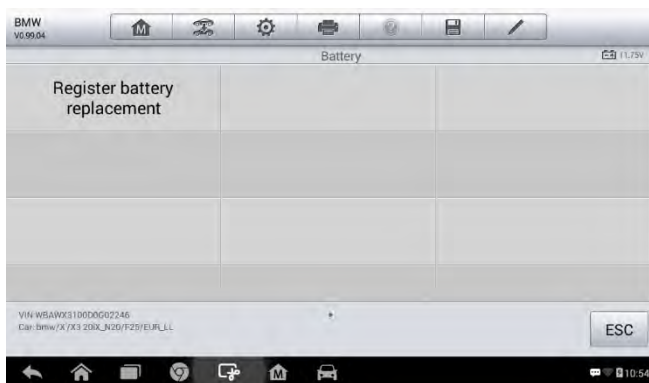 BMW
V0.99.04
Battery
11.75V
Register battery
replacement
VIN WBAWX3100D0G02246
Car: bmw/X/X3 20iX_N20/F25/EUR_LL
ESC
10:54